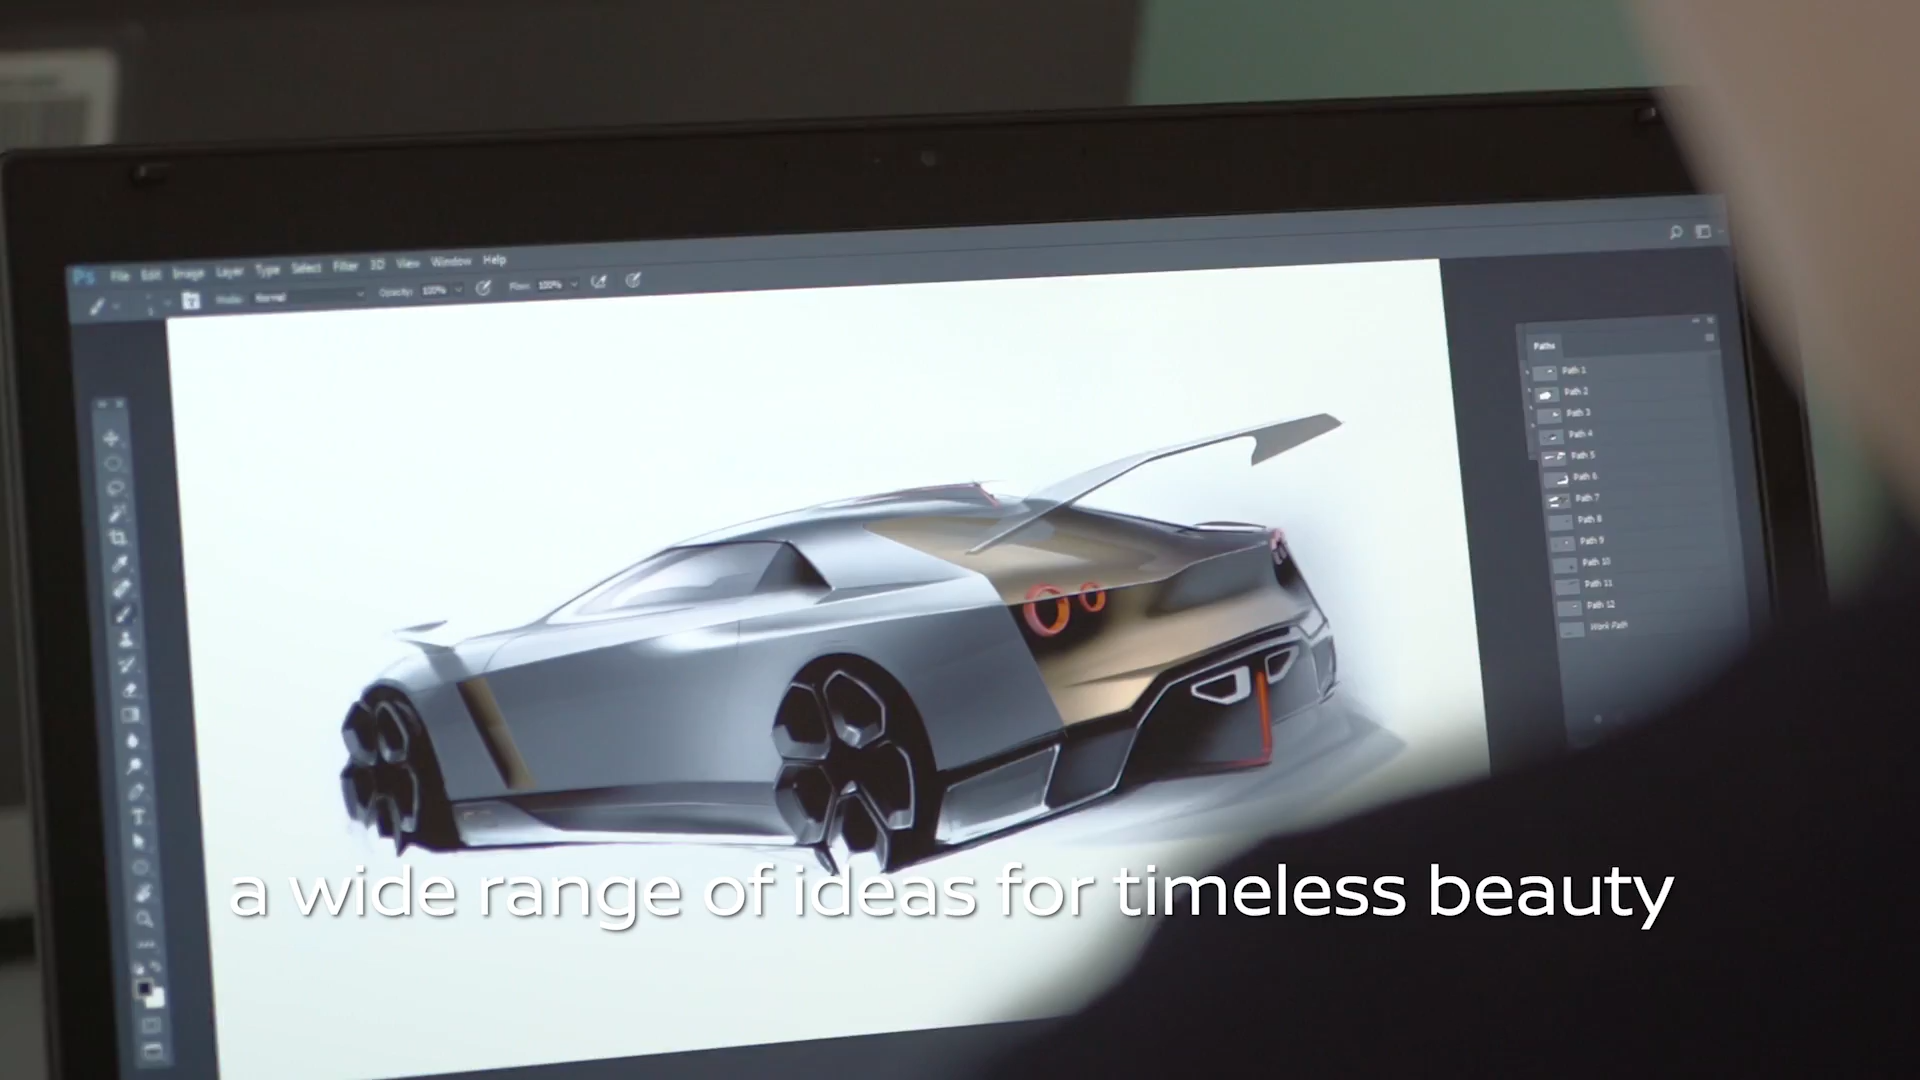 Ps File Edit Image Layer Type Select Filter 3D View Window Help
Mode: Normal Opacity: 100% Flow: 100%
Paths
Path 1
Path 2
Path 3
Path 4
Path 5
Path 6
Path 7
Path 8
Path 9
Path 10
Path 11
Path 12
Work Path
a wide range of ideas for timeless beauty